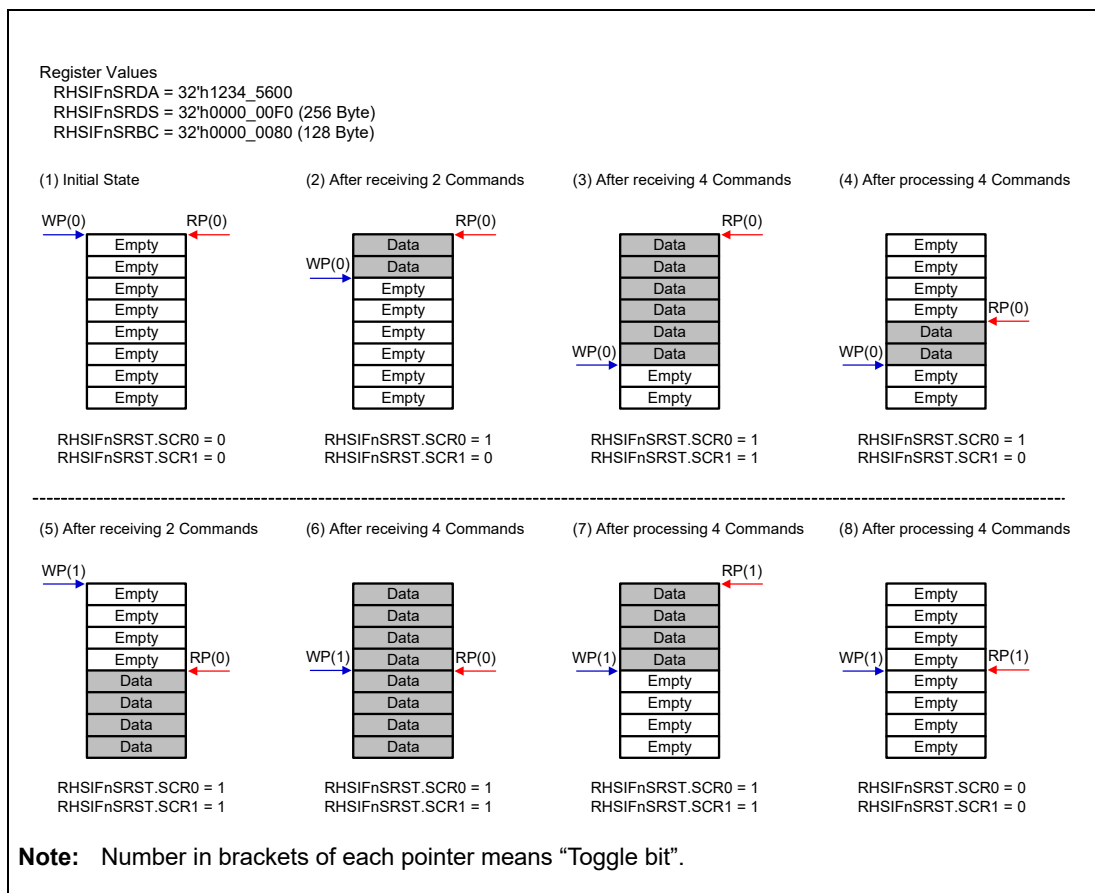 Register Values
RHSIFnSRDA = 32'h1234_5600
RHSIFnSRDS = 32'h0000_00F0 (256 Byte)
RHSIFnSRBC = 32'h0000_0080 (128 Byte)
(1) Initial State
WP(0)
RP(0)
Empty
Empty
Empty
Empty
Empty
Empty
Empty
Empty
RHSIFnSRST.SCR0 = 0
RHSIFnSRST.SCR1 = 0
(2) After receiving 2 Commands
RP(0)
Data
WP(0)
Data
Empty
Empty
Empty
Empty
Empty
Empty
RHSIFnSRST.SCR0 = 1
RHSIFnSRST.SCR1 = 0
(3) After receiving 4 Commands
RP(0)
Data
Data
Data
Data
Data
WP(0)
Data
Empty
Empty
RHSIFnSRST.SCR0 = 1
RHSIFnSRST.SCR1 = 1
(4) After processing 4 Commands
Empty
Empty
Empty
Empty
RP(0)
Data
WP(0)
Data
Empty
Empty
RHSIFnSRST.SCR0 = 1
RHSIFnSRST.SCR1 = 0
(5) After receiving 2 Commands
WP(1)
Empty
Empty
Empty
Empty
RP(0)
Data
Data
Data
Data
RHSIFnSRST.SCR0 = 1
RHSIFnSRST.SCR1 = 1
(6) After receiving 4 Commands
Data
Data
Data
WP(1)
Data
RP(0)
Data
Data
Data
Data
RHSIFnSRST.SCR0 = 1
RHSIFnSRST.SCR1 = 1
(7) After processing 4 Commands
RP(1)
Data
Data
Data
WP(1)
Data
Empty
Empty
Empty
Empty
RHSIFnSRST.SCR0 = 1
RHSIFnSRST.SCR1 = 1
(8) After processing 4 Commands
Empty
Empty
Empty
WP(1)
Empty
RP(1)
Empty
Empty
Empty
Empty
RHSIFnSRST.SCR0 = 0
RHSIFnSRST.SCR1 = 0
Note: Number in brackets of each pointer means “Toggle bit”.